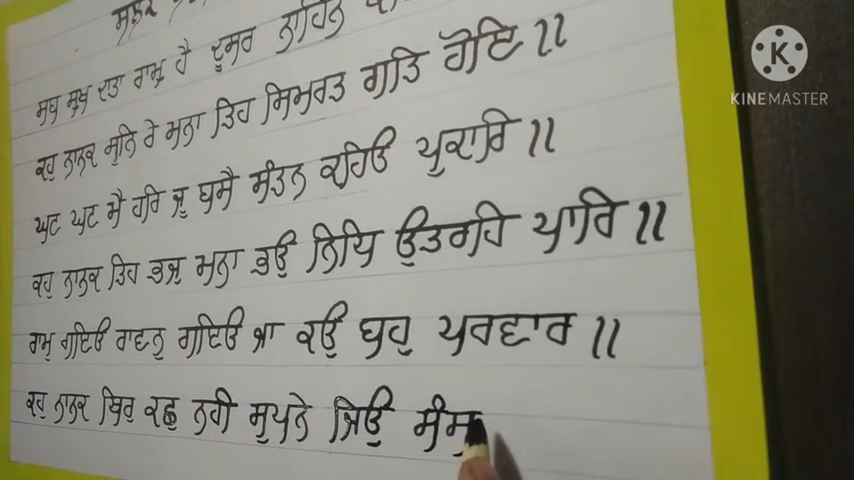 ਸੁਖ ਦਾਤਾ ਰਾਮੁ ਹੈ ਦੂਸਰ ਨਾਹਿਨ
ਕਹੁ ਨਾਨਕ ਸੁਨਿ ਰੇ ਮਨਾ ਤਿਹ ਸਿਮਰਤ ਗਤਿ ਹੋਇ ॥
ਘਟ ਘਟ ਮੈ ਹਰਿ ਜੂ ਬਸੈ ਸੰਤਨ ਕਹਿਓ ਪੁਕਾਰਿ ॥
ਕਹੁ ਨਾਨਕ ਤਿਹ ਭਜੁ ਮਨਾ ਭਉ ਨਿਧਿ ਉਤਰਹਿ ਪਾਰਿ ॥
ਰਾਮੁ ਗਇਓ ਰਾਵਨੁ ਗਇਓ ਜਾ ਕਉ ਬਹੁ ਪਰਵਾਰ ॥
ਕਹੁ ਨਾਨਕ ਥਿਰੁ ਕਛੁ ਨਹੀ ਸੁਪਨੇ ਜਿਉ ਸੰਸ
KINEMASTER